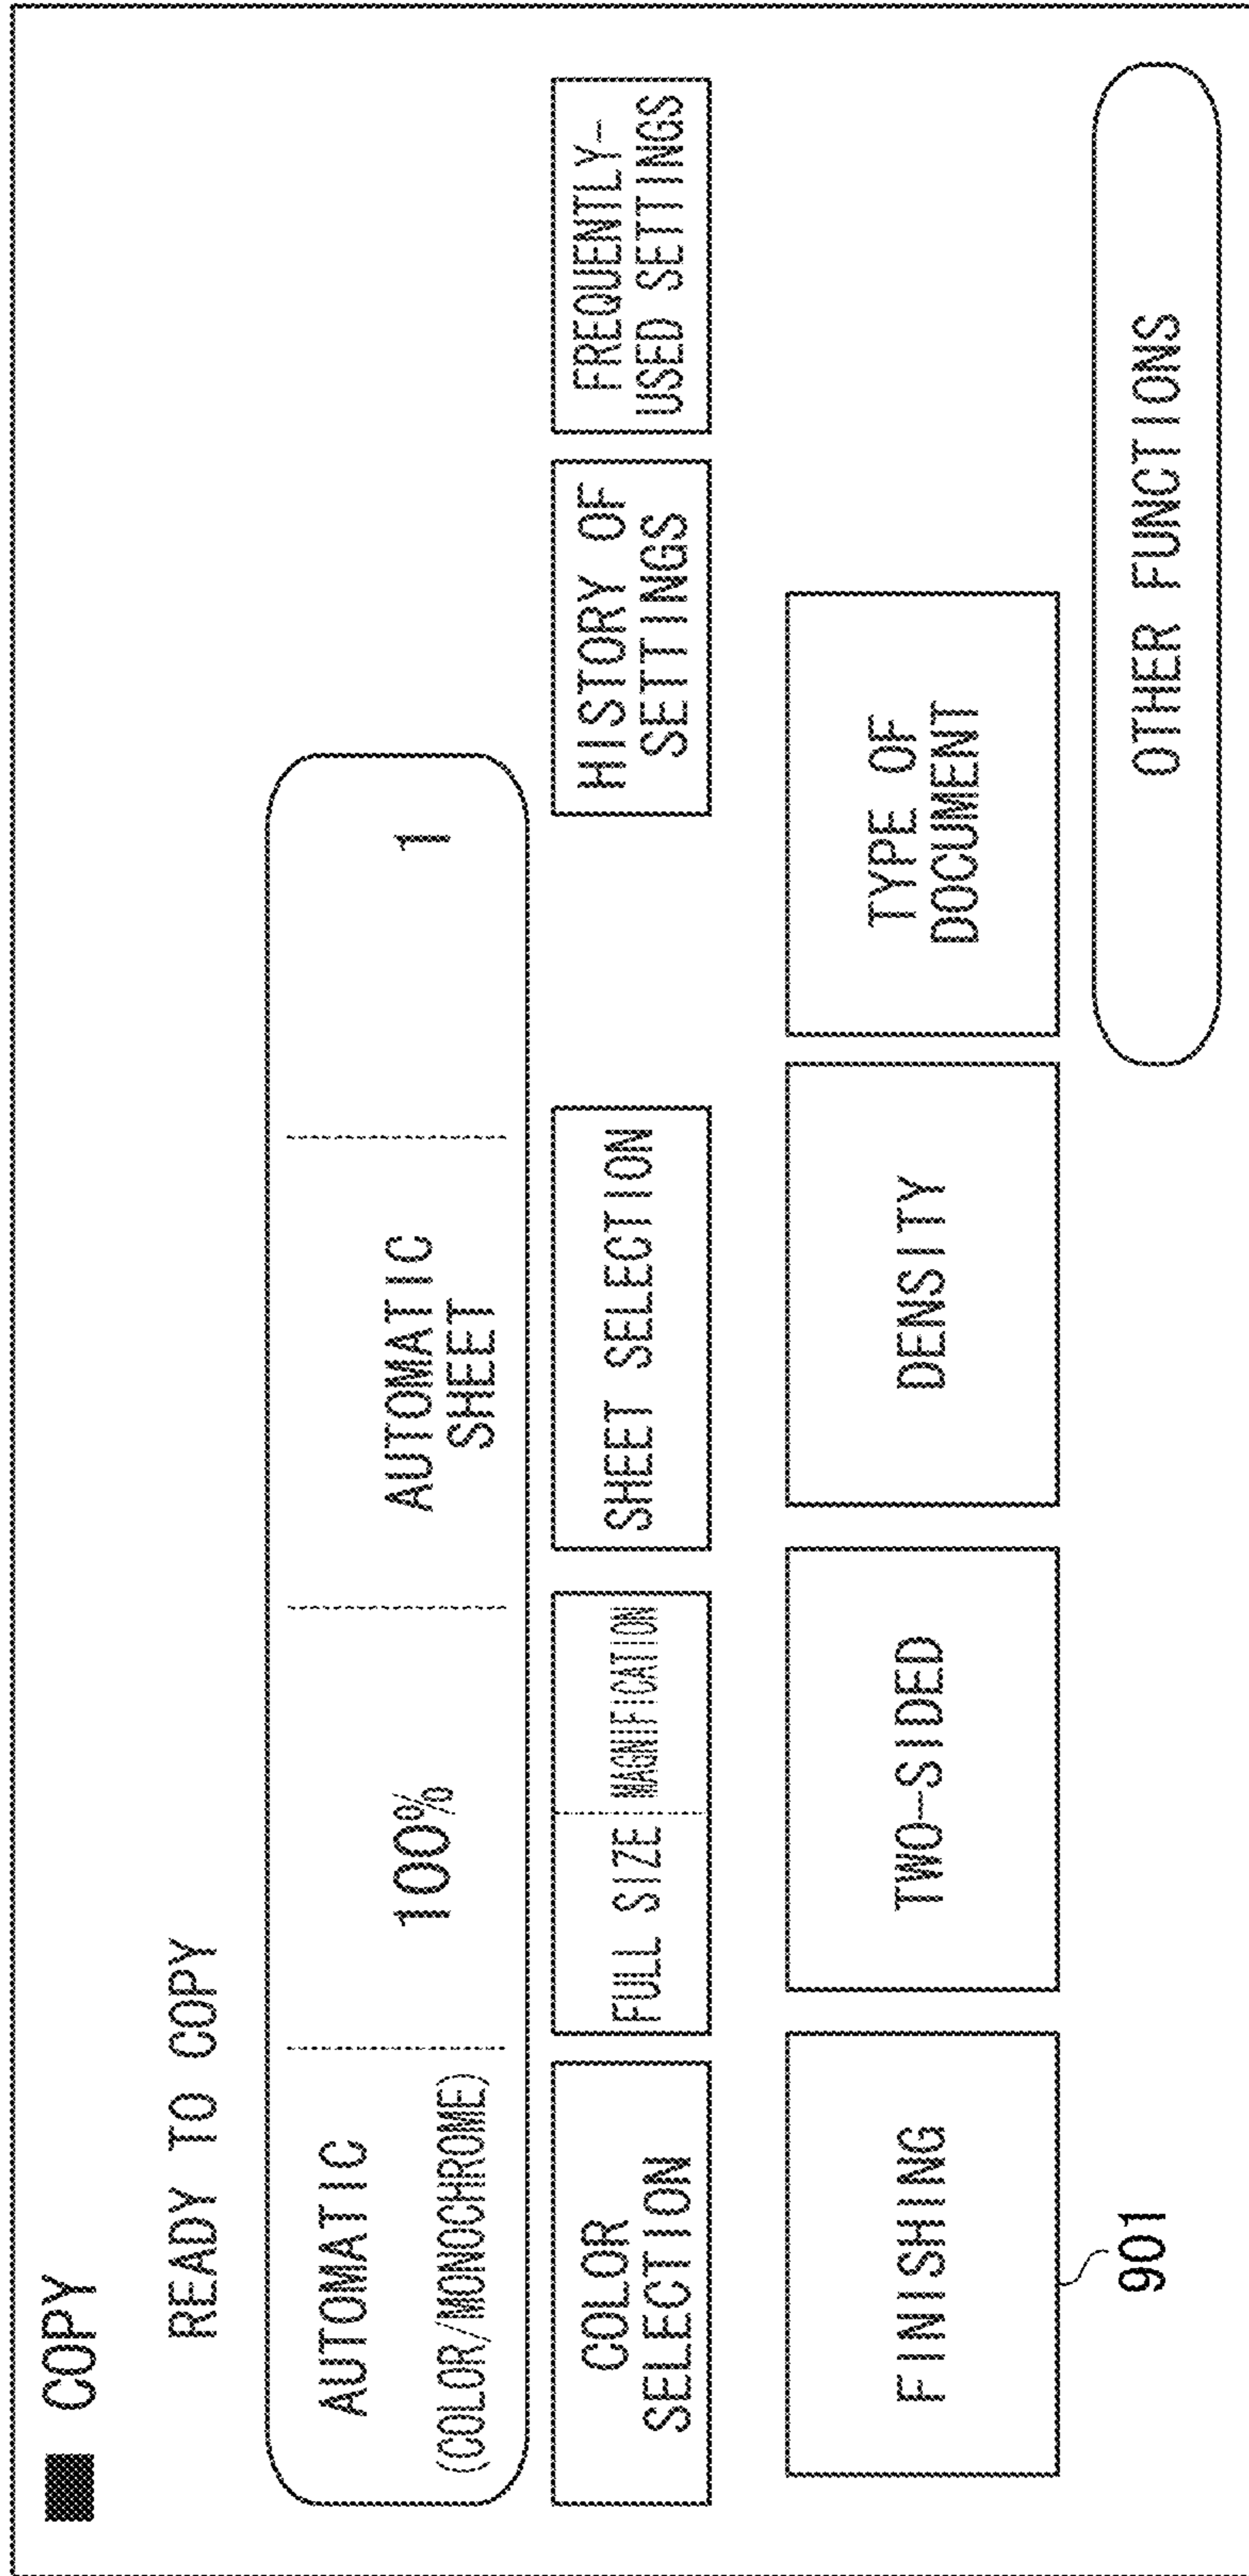 COPY
READY TO COPY
AUTOMATIC
(COLOR/MONOCHROME)
100%
AUTOMATIC
SHEET
1
COLOR
SELECTION
FULL SIZE
MAGNIFICATION
SHEET SELECTION
HISTORY OF
SETTINGS
FREQUENTLY-
USED SETTINGS
FINISHING
TWO-SIDED
DENSITY
TYPE OF
DOCUMENT
901
OTHER FUNCTIONS